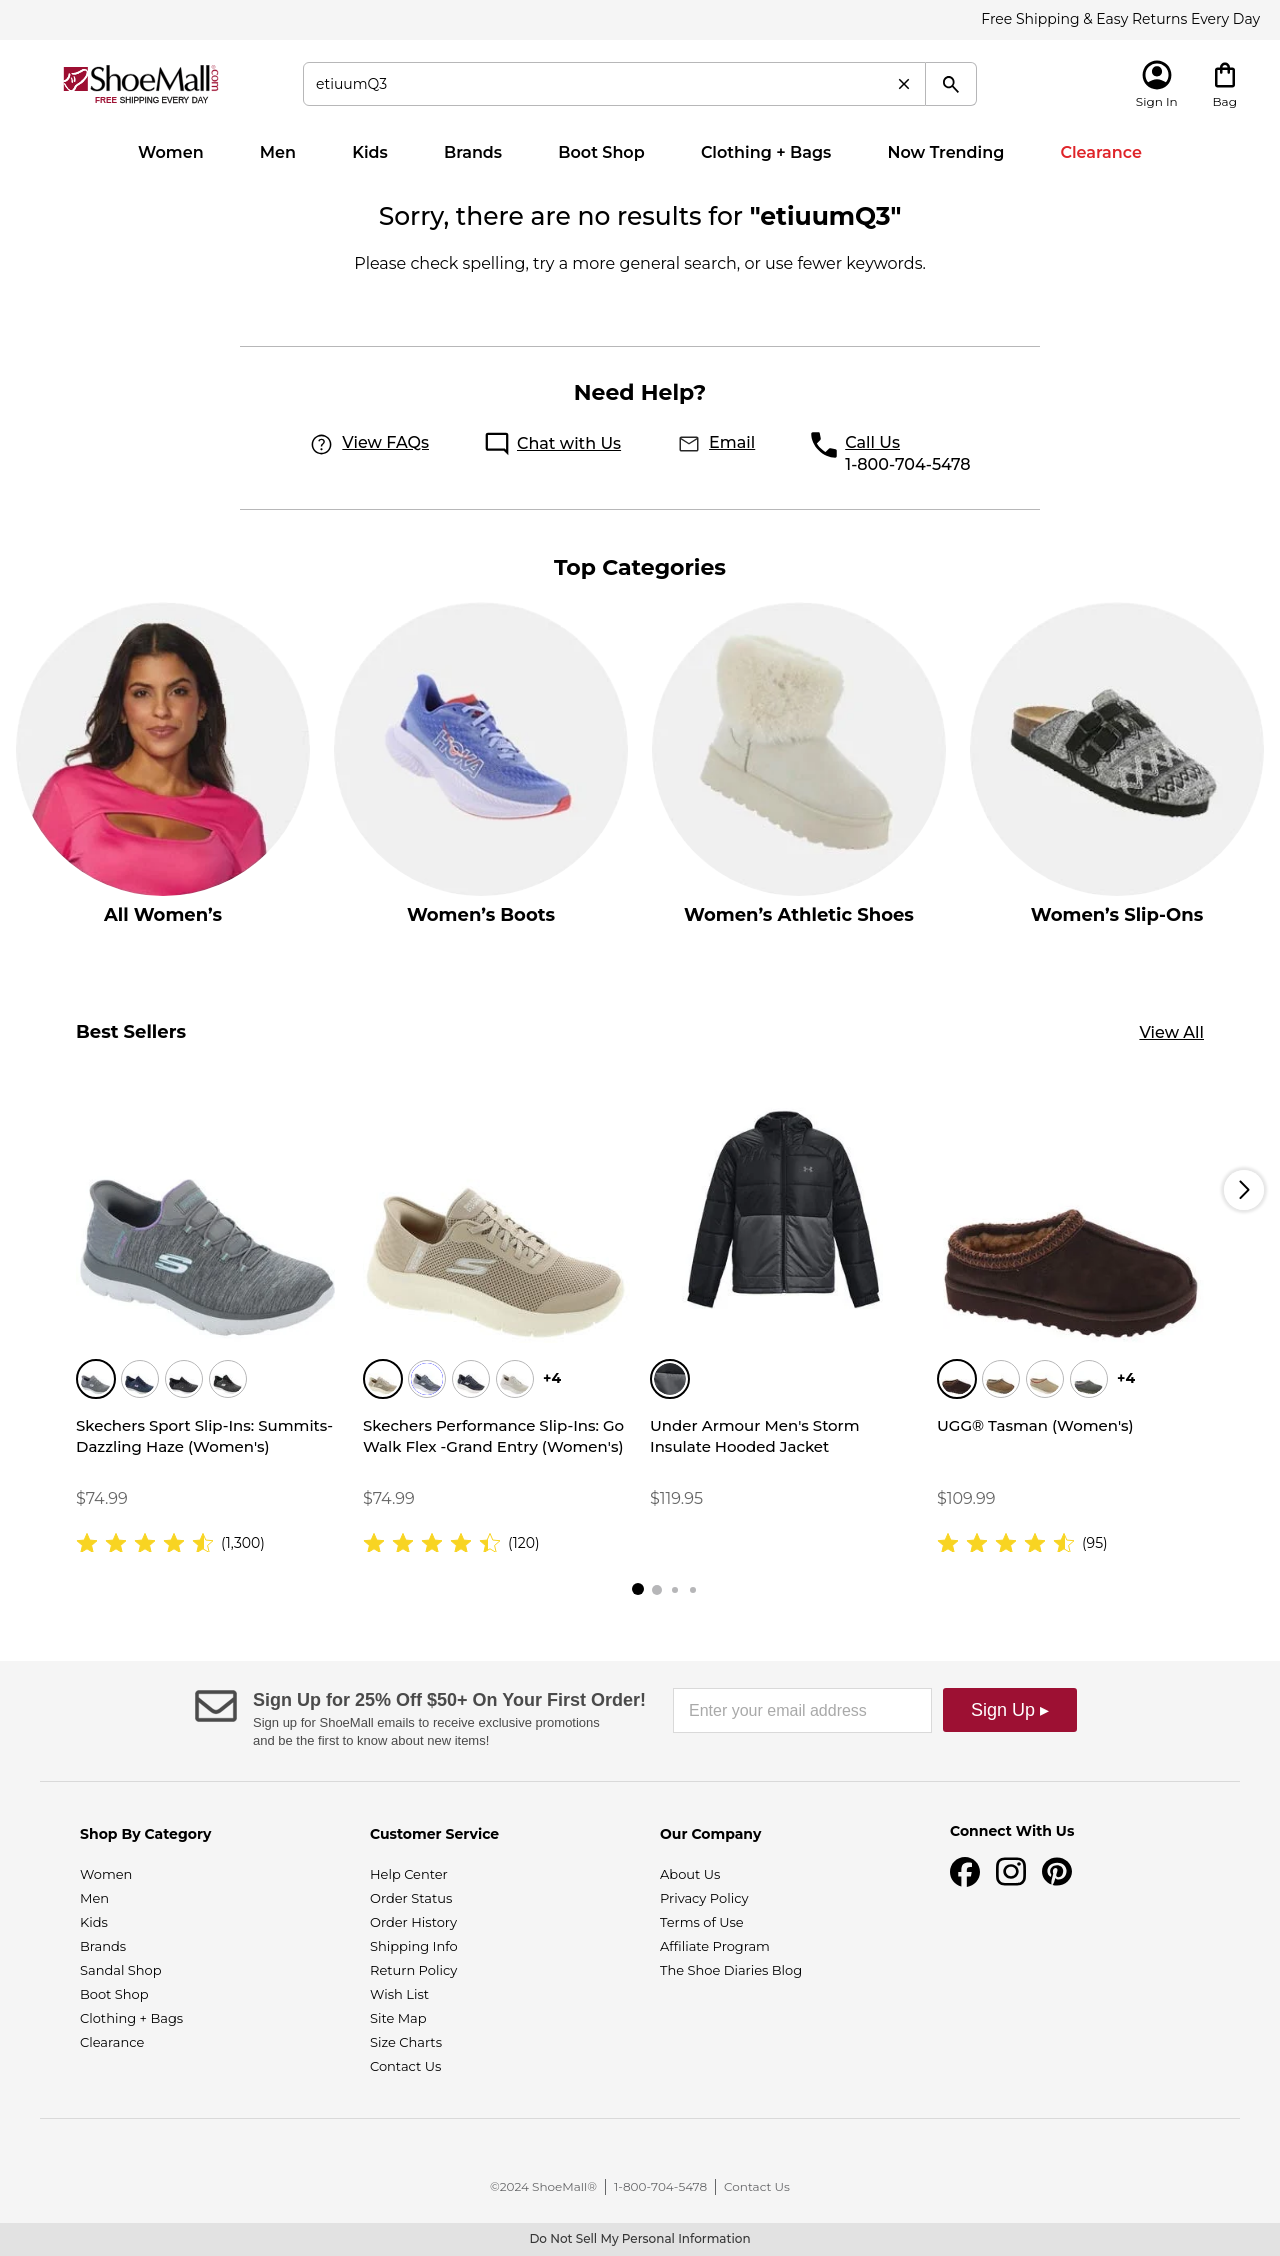 Free Shipping & Easy Returns Every Day
ShoeMall.com
FREE SHIPPING EVERY DAY
etiuumQ3
Sign In
Bag
Women Men Kids Brands Boot Shop Clothing + Bags Now Trending Clearance
Sorry, there are no results for "etiuumQ3"
Please check spelling, try a more general search, or use fewer keywords.
Need Help?
View FAQs
Chat with Us
Email
Call Us
1-800-704-5478
Top Categories
HOKA
All Women’s
Women’s Boots
Women’s Athletic Shoes
Women’s Slip-Ons
Best Sellers
View All
+4
+4
Skechers Sport Slip-Ins: Summits-
Dazzling Haze (Women's)
$74.99
(1,300)
Skechers Performance Slip-Ins: Go
Walk Flex -Grand Entry (Women's)
$74.99
(120)
Under Armour Men's Storm
Insulate Hooded Jacket
$119.95
UGG® Tasman (Women's)
$109.99
(95)
Sign Up for 25% Off $50+ On Your First Order!
Sign up for ShoeMall emails to receive exclusive promotions
and be the first to know about new items!
Enter your email address
Sign Up ▸
Shop By Category
Women
Men
Kids
Brands
Sandal Shop
Boot Shop
Clothing + Bags
Clearance
Customer Service
Help Center
Order Status
Order History
Shipping Info
Return Policy
Wish List
Site Map
Size Charts
Contact Us
Our Company
About Us
Privacy Policy
Terms of Use
Affiliate Program
The Shoe Diaries Blog
Connect With Us
©2024 ShoeMall® | 1-800-704-5478 | Contact Us
Do Not Sell My Personal Information